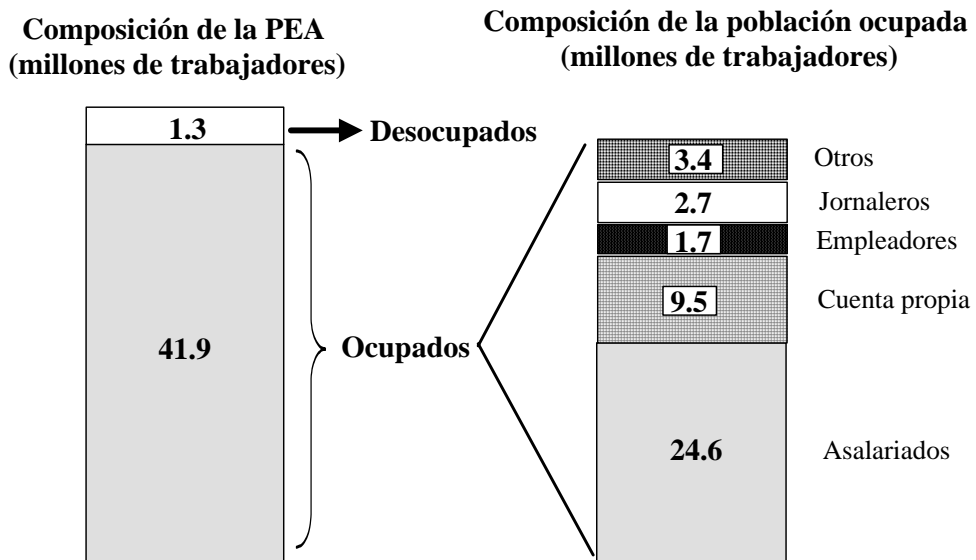 Composición de la PEA
(millones de trabajadores)
1.3
Desocupados
41.9
Ocupados
Composición de la población ocupada
(millones de trabajadores)
3.4 Otros
2.7 Jornaleros
1.7 Empleadores
9.5 Cuenta propia
24.6 Asalariados